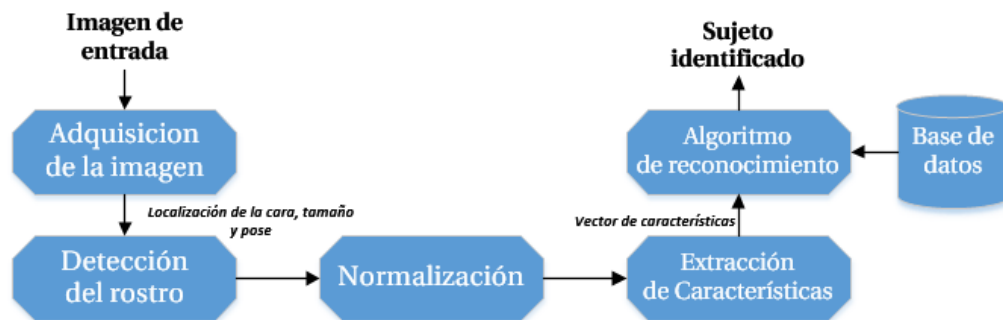 Imagen de
entrada
Adquisicion
de la imagen
Localización de la cara, tamaño
y pose
Detección
del rostro
Normalización
Extracción
de Características
Vector de características
Algoritmo
de reconocimiento
Base de
datos
Sujeto
identificado